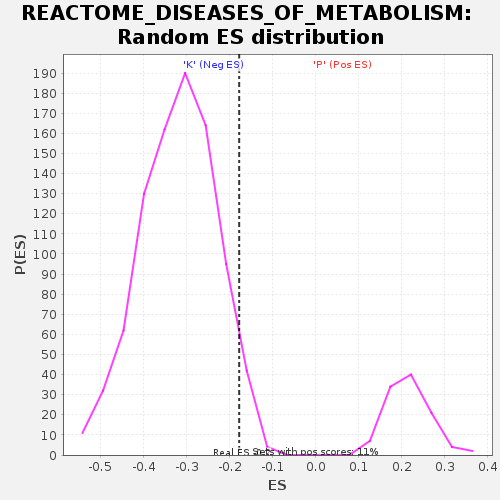 REACTOME_DISEASES_OF_METABOLISM:
Random ES distribution
'K' (Neg ES) 'P' (Pos ES)
190
180
170
160
150
140
130
120
110
100
90
80
70
60
50
40
30
20
10
0
P(ES)
Real ES Sets with pos scores: 11%
-0.5 -0.4 -0.3 -0.2 -0.1 0.0 0.1 0.2 0.3 0.4
ES